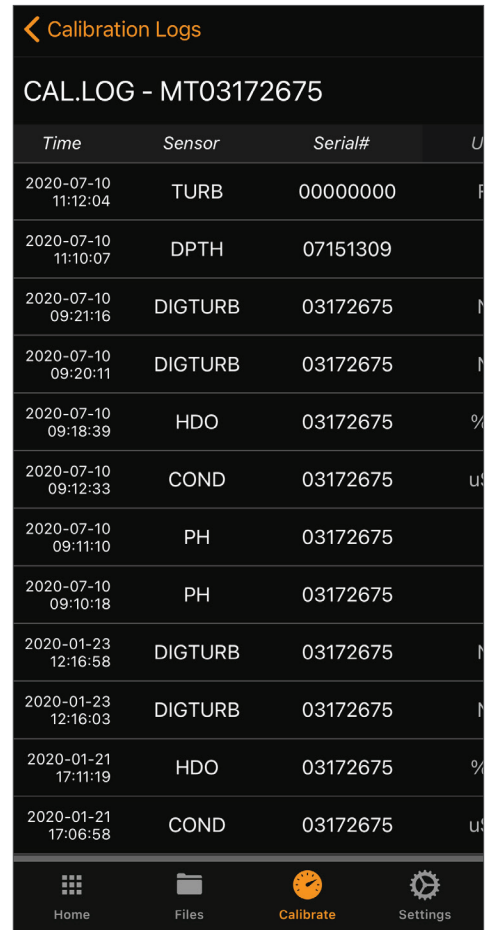 Calibration Logs
CAL.LOG - MT03172675
Time Sensor Serial#
2020-07-10
11:12:04 TURB 00000000
2020-07-10
11:10:07 DPTH 07151309
2020-07-10
09:21:16 DIGTURB 03172675
2020-07-10
09:20:11 DIGTURB 03172675
2020-07-10
09:18:39 HDO 03172675 %
2020-07-10
09:12:33 COND 03172675
2020-07-10
09:11:10 PH 03172675
2020-07-10
09:10:18 PH 03172675
2020-01-23
12:16:58 DIGTURB 03172675
2020-01-23
12:16:03 DIGTURB 03172675
2020-01-21
17:11:19 HDO 03172675 %
2020-01-21
17:06:58 COND 03172675
Home Files Calibrate Settings